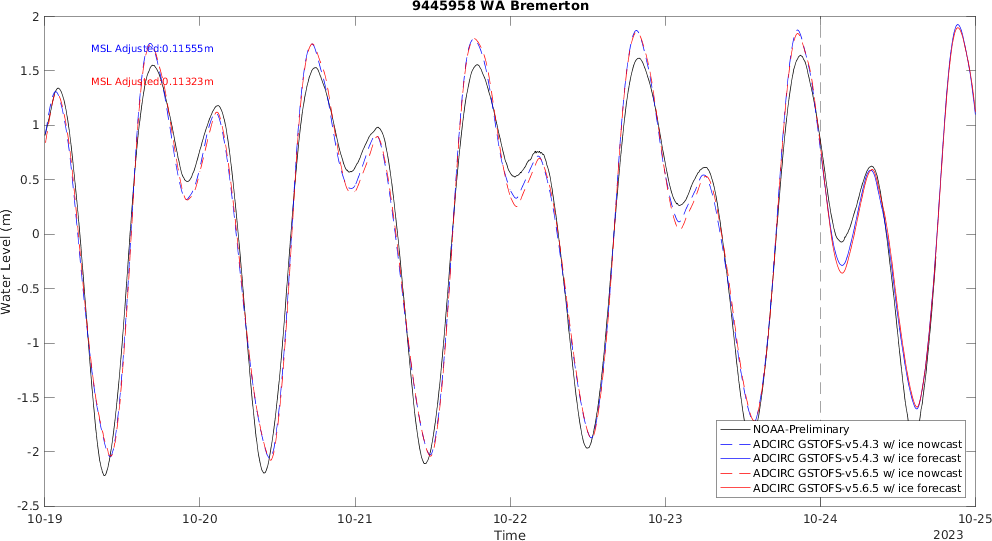 9445958 WA Bremerton
MSL Adjusted:0.11555m
MSL Adjusted:0.11323m
2
1.5
1
0.5
0
-0.5
-1
-1.5
-2
-2.5
Water Level (m)
10-19 10-20 10-21 10-22 10-23 10-24 10-25
Time
2023
NOAA-Preliminary
ADCIRC GSTOFS-v5.4.3 w/ ice nowcast
ADCIRC GSTOFS-v5.4.3 w/ ice forecast
ADCIRC GSTOFS-v5.6.5 w/ ice nowcast
ADCIRC GSTOFS-v5.6.5 w/ ice forecast